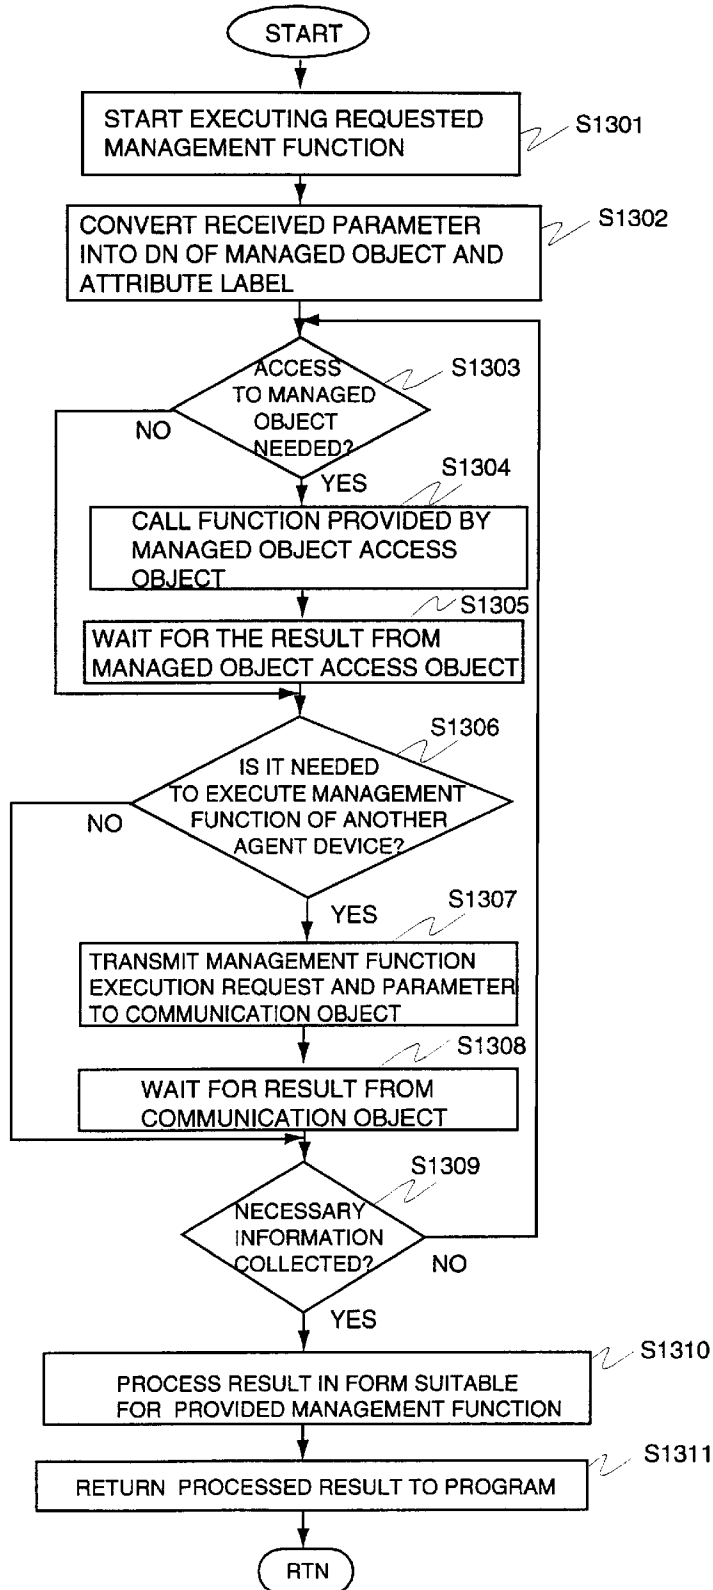 START
START EXECUTING REQUESTED
MANAGEMENT FUNCTION
S1301
CONVERT RECEIVED PARAMETER
INTO DN OF MANAGED OBJECT AND
ATTRIBUTE LABEL
S1302
ACCESS
TO MANAGED
OBJECT
NEEDED?
S1303
NO
YES
S1304
CALL FUNCTION PROVIDED BY
MANAGED OBJECT ACCESS
OBJECT
S1305
WAIT FOR THE RESULT FROM
MANAGED OBJECT ACCESS OBJECT
S1306
IS IT NEEDED
TO EXECUTE MANAGEMENT
FUNCTION OF ANOTHER
AGENT DEVICE?
NO
YES
S1307
TRANSMIT MANAGEMENT FUNCTION
EXECUTION REQUEST AND PARAMETER
TO COMMUNICATION OBJECT
S1308
WAIT FOR RESULT FROM
COMMUNICATION OBJECT
S1309
NECESSARY
INFORMATION
COLLECTED?
NO
YES
S1310
PROCESS RESULT IN FORM SUITABLE
FOR PROVIDED MANAGEMENT FUNCTION
S1311
RETURN PROCESSED RESULT TO PROGRAM
RTN